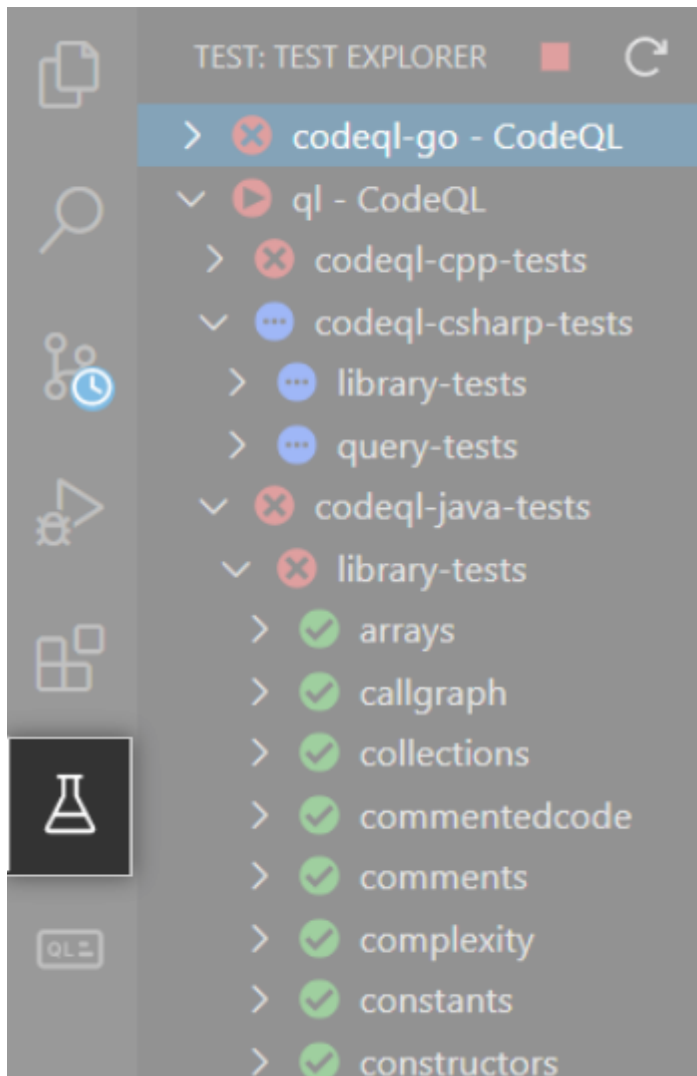 TEST: TEST EXPLORER
codeql-go - CodeQL
ql - CodeQL
codeql-cpp-tests
codeql-csharp-tests
library-tests
query-tests
codeql-java-tests
library-tests
arrays
callgraph
collections
commentedcode
comments
complexity
constants
constructors
QL